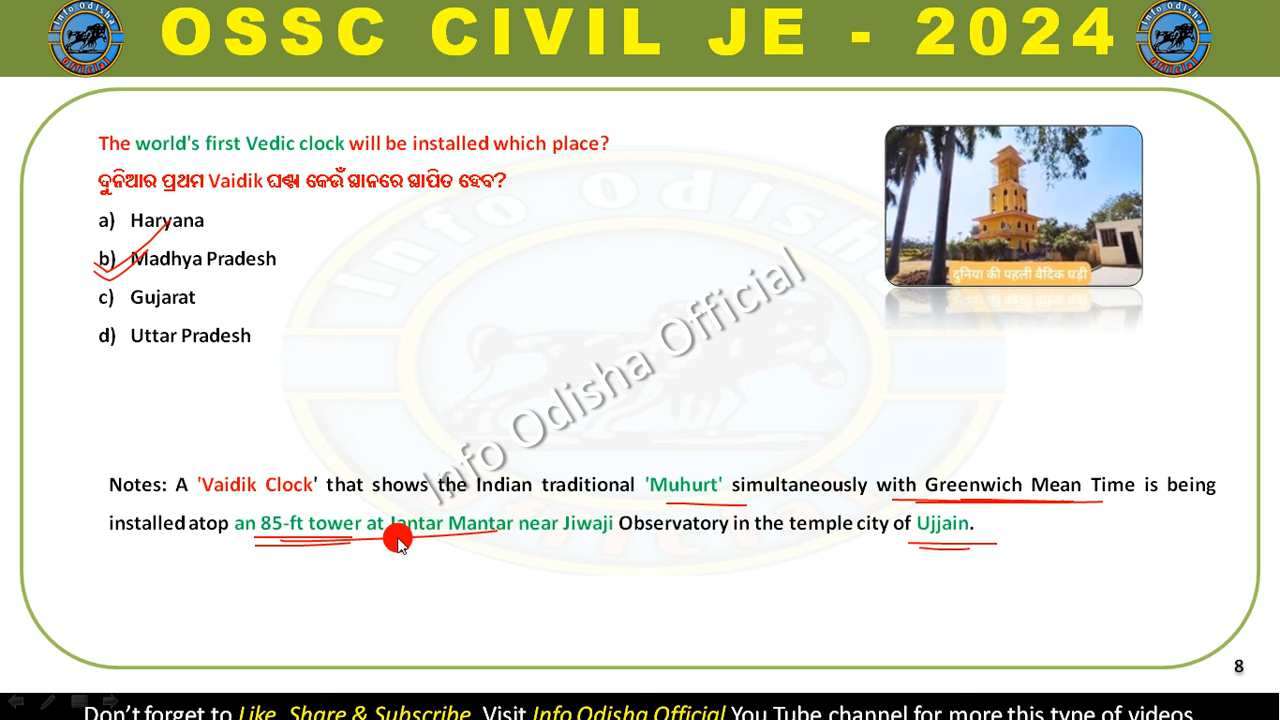 OSSC CIVIL JE - 2024
The world's first Vedic clock will be installed which place?
ଦୁନିଆର ପ୍ରଥମ Vaidik ଘଣ୍ଟା କେଉଁ ସ୍ଥାନରେ ସ୍ଥାପିତ ହେବ?
a) Haryana
b) Madhya Pradesh
c) Gujarat
d) Uttar Pradesh
दुनिया की पहली वैदिक घड़ी
Info Odisha Official
Notes: A 'Vaidik Clock' that shows the Indian traditional 'Muhurt' simultaneously with Greenwich Mean Time is being
installed atop an 85-ft tower at Jantar Mantar near Jiwaji Observatory in the temple city of Ujjain.
8
Don't forget to Like, Share & Subscribe. Visit Info Odisha Official You Tube channel for more this type of videos